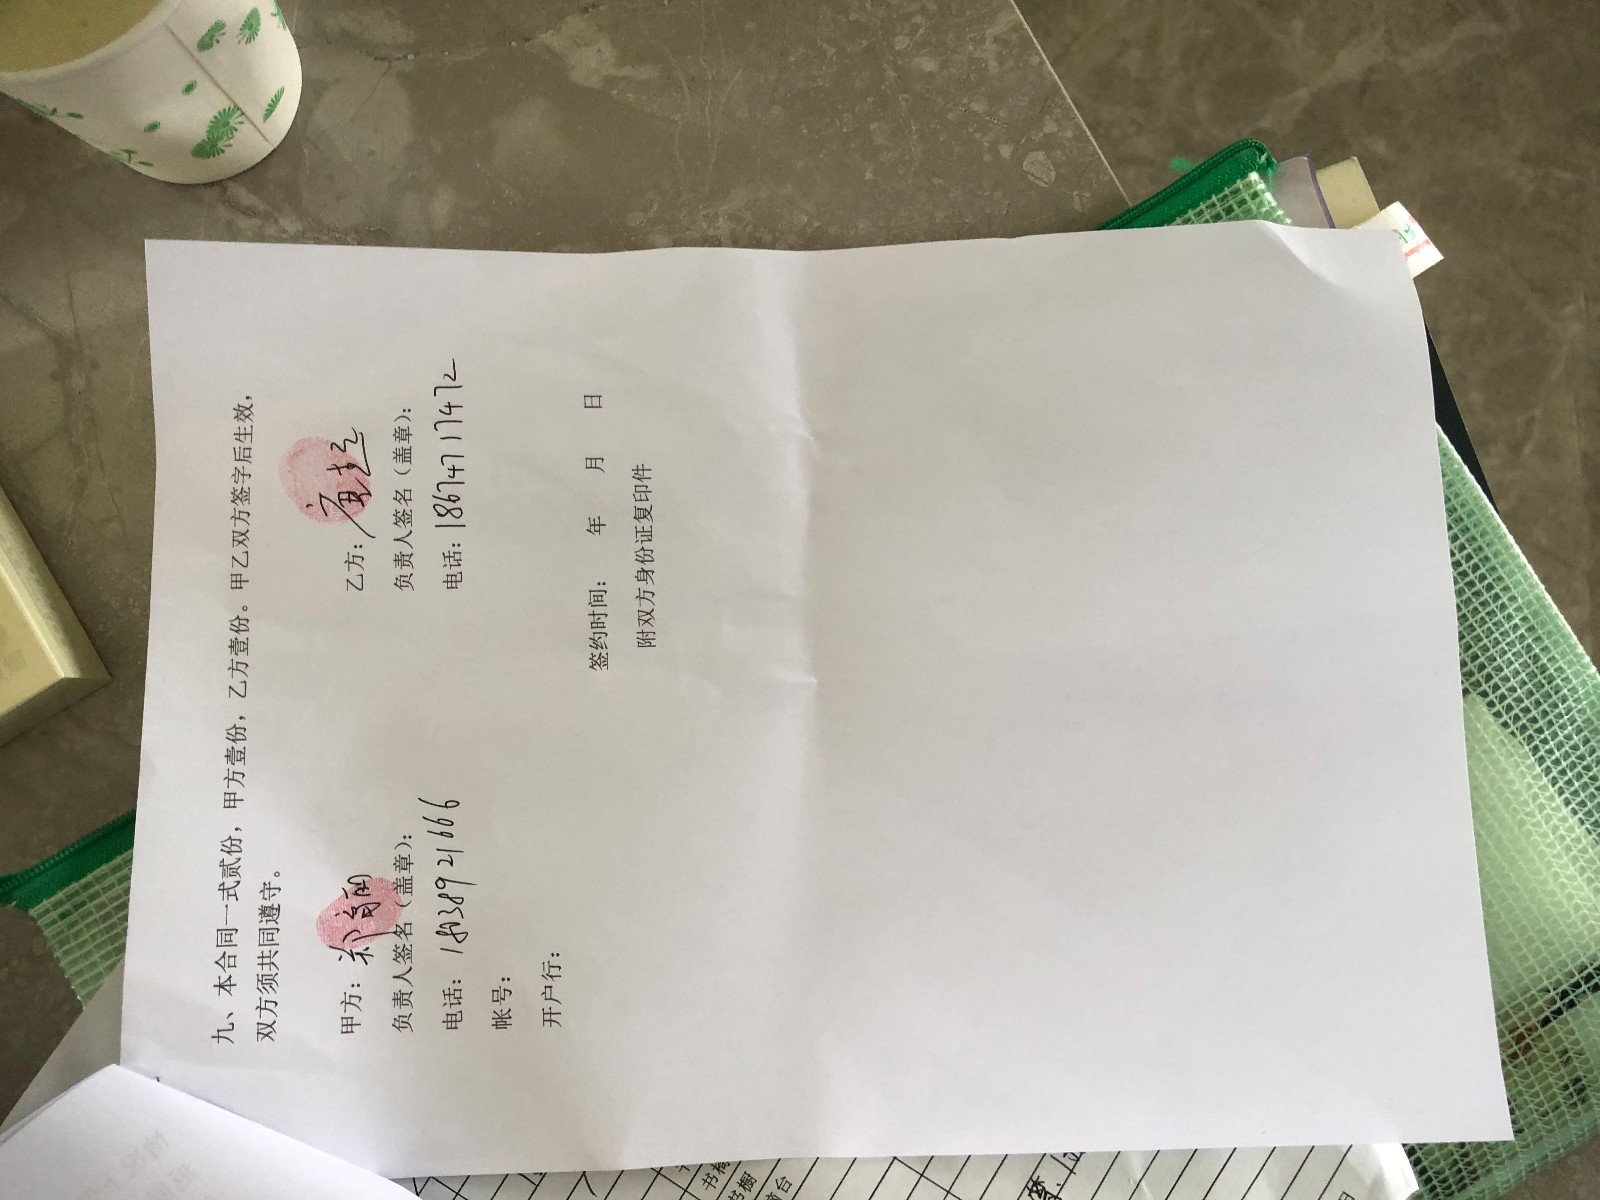 九、本合同一式贰份，甲方壹份，乙方壹份。甲乙双方签字后生效，
双方须共同遵守。
甲方：郑
乙方：唐超
负责人签名（盖章）：
负责人签名（盖章）：
电话：18038921666
电话：18674717472
帐号：
开户行：
签约时间： 年 月 日
附双方身份证复印件